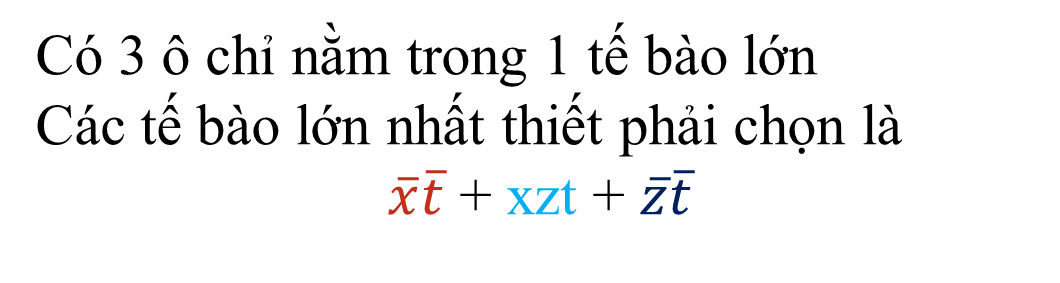 Có 3 ô chỉ nằm trong 1 tế bào lớn
Các tế bào lớn nhất thiết phải chọn là
x̄t̄ + xzt + z̄t̄